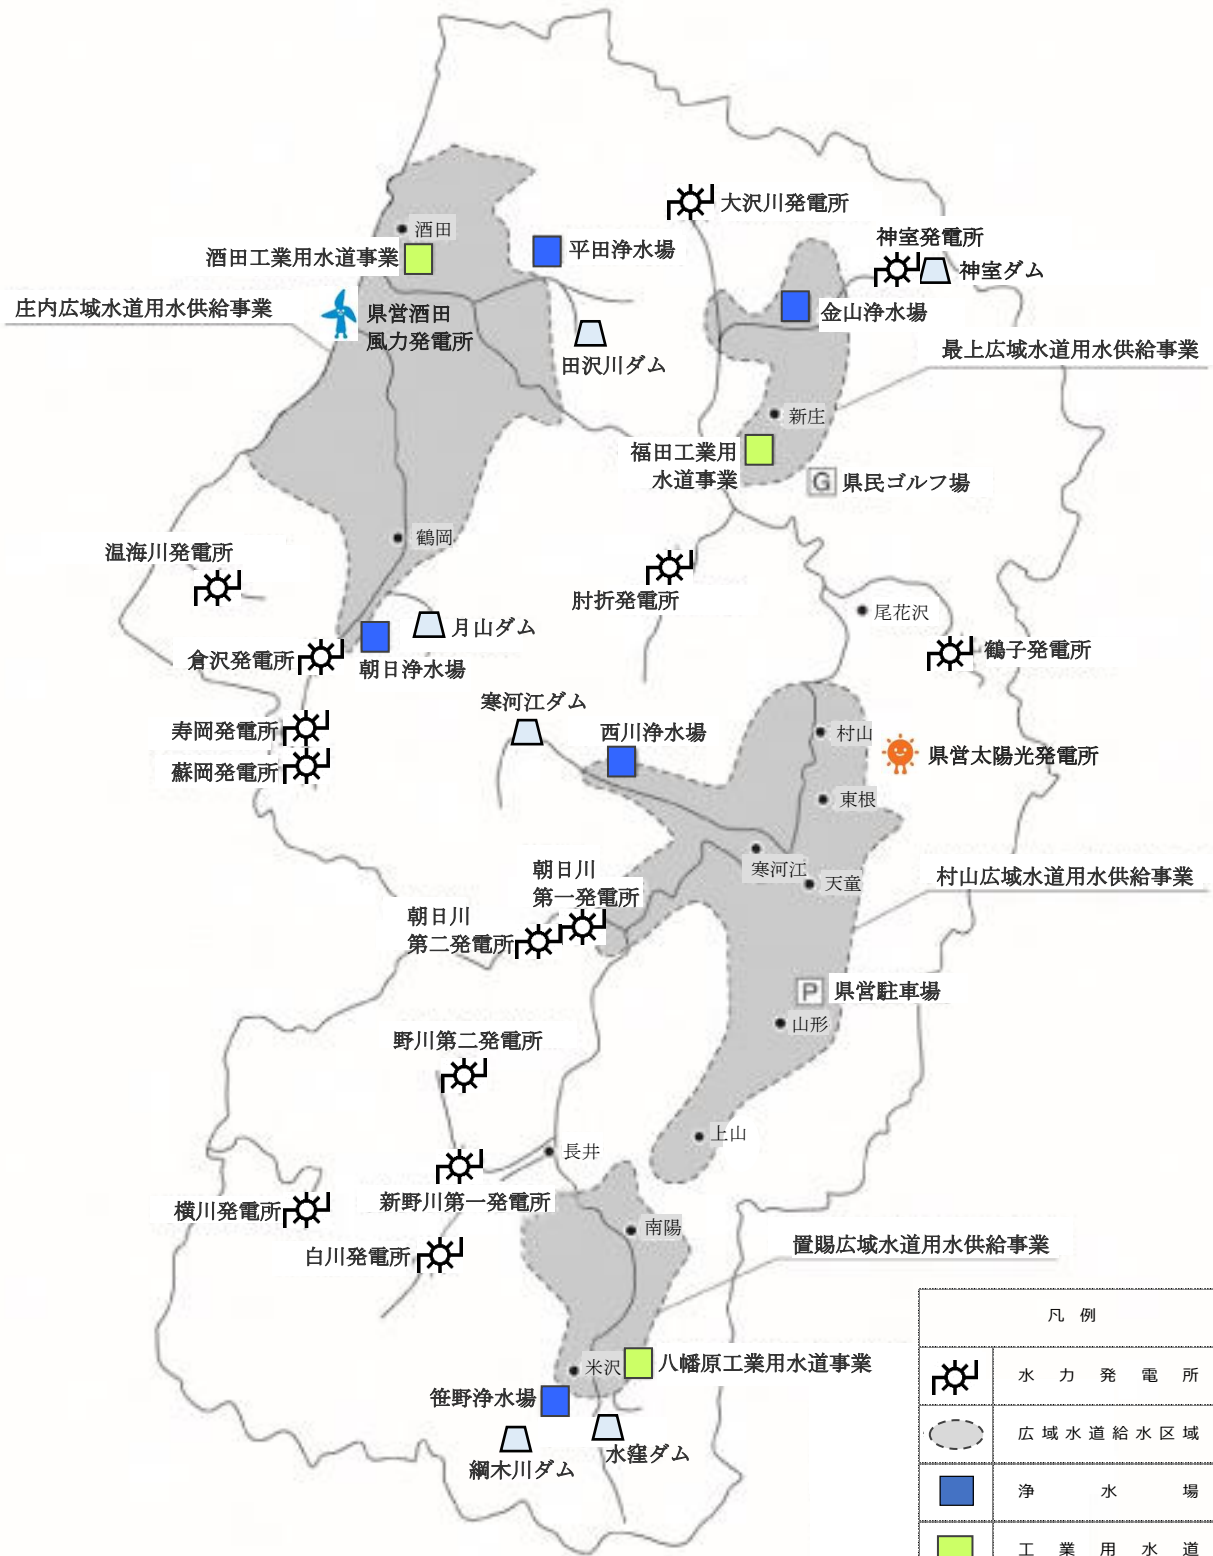 大沢川発電所
酒田
神室発電所
酒田工業用水道事業
平田浄水場
神室ダム
庄内広域水道用水供給事業
県営酒田
風力発電所
金山浄水場
田沢川ダム
最上広域水道用水供給事業
新庄
福田工業用
水道事業
G 県民ゴルフ場
鶴岡
温海川発電所
肘折発電所
尾花沢
月山ダム
倉沢発電所
朝日浄水場
鶴子発電所
寒河江ダム
寿岡発電所
西川浄水場
村山
県営太陽光発電所
蘇岡発電所
東根
朝日川
第一発電所
寒河江
天童
村山広域水道用水供給事業
朝日川
第二発電所
P 県営駐車場
山形
野川第二発電所
上山
長井
新野川第一発電所
横川発電所
南陽
白川発電所
置賜広域水道用水供給事業
米沢
八幡原工業用水道事業
笹野浄水場
水窪ダム
綱木川ダム
凡例
水力発電所
広域水道給水区域
浄水場
工業用水道